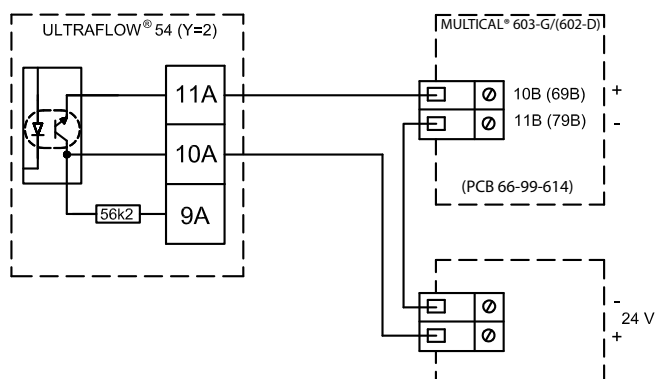 ULTRAFLOW® 54 (Y=2)
MULTICAL® 603-G/(602-D)
11A
10A
9A
56k2
10B (69B) +
11B (79B) -
(PCB 66-99-614)
-
24 V
+